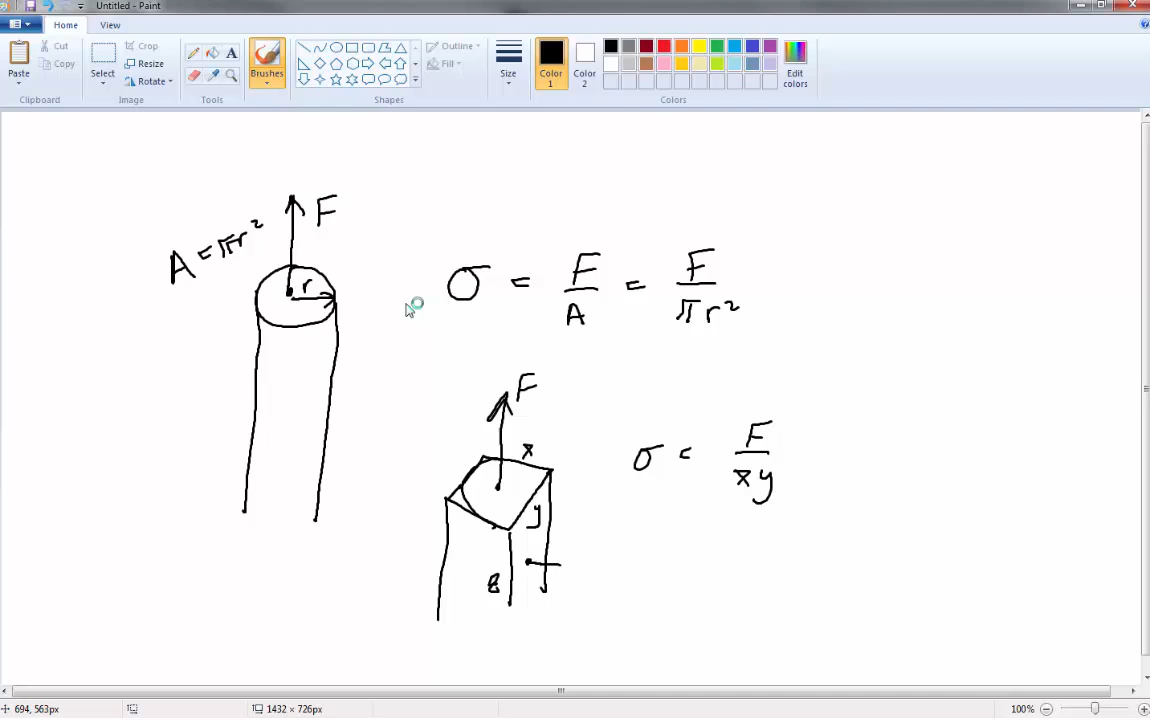 Untitled - Paint
Home View
Paste
Cut
Copy
Clipboard
Select
Crop
Resize
Rotate
Image
A
Tools
Brushes
Outline
Fill
Shapes
Size
Color 1
Color 2
Edit colors
Colors
F
A = πr²
r
σ = F/A = F/πr²
F
x
y
z
σ = F/xy
694, 563px
1432 × 726px
100%